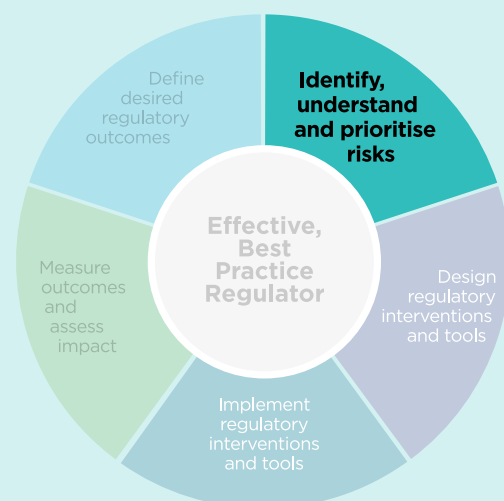 Define
desired
regulatory
outcomes
Identify,
understand
and prioritise
risks
Effective,
Best
Practice
Regulator
Measure
outcomes
and
assess
impact
Design
regulatory
interventions
and tools
Implement
regulatory
interventions
and tools